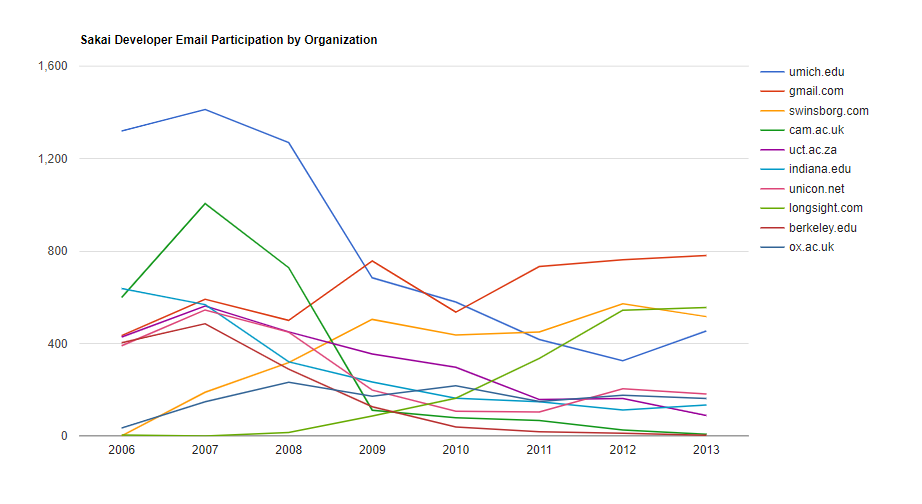 Sakai Developer Email Participation by Organization
1,600
1,200
800
400
0
2006 2007 2008 2009 2010 2011 2012 2013
umich.edu
gmail.com
swinsborg.com
cam.ac.uk
uct.ac.za
indiana.edu
unicon.net
longsight.com
berkeley.edu
ox.ac.uk